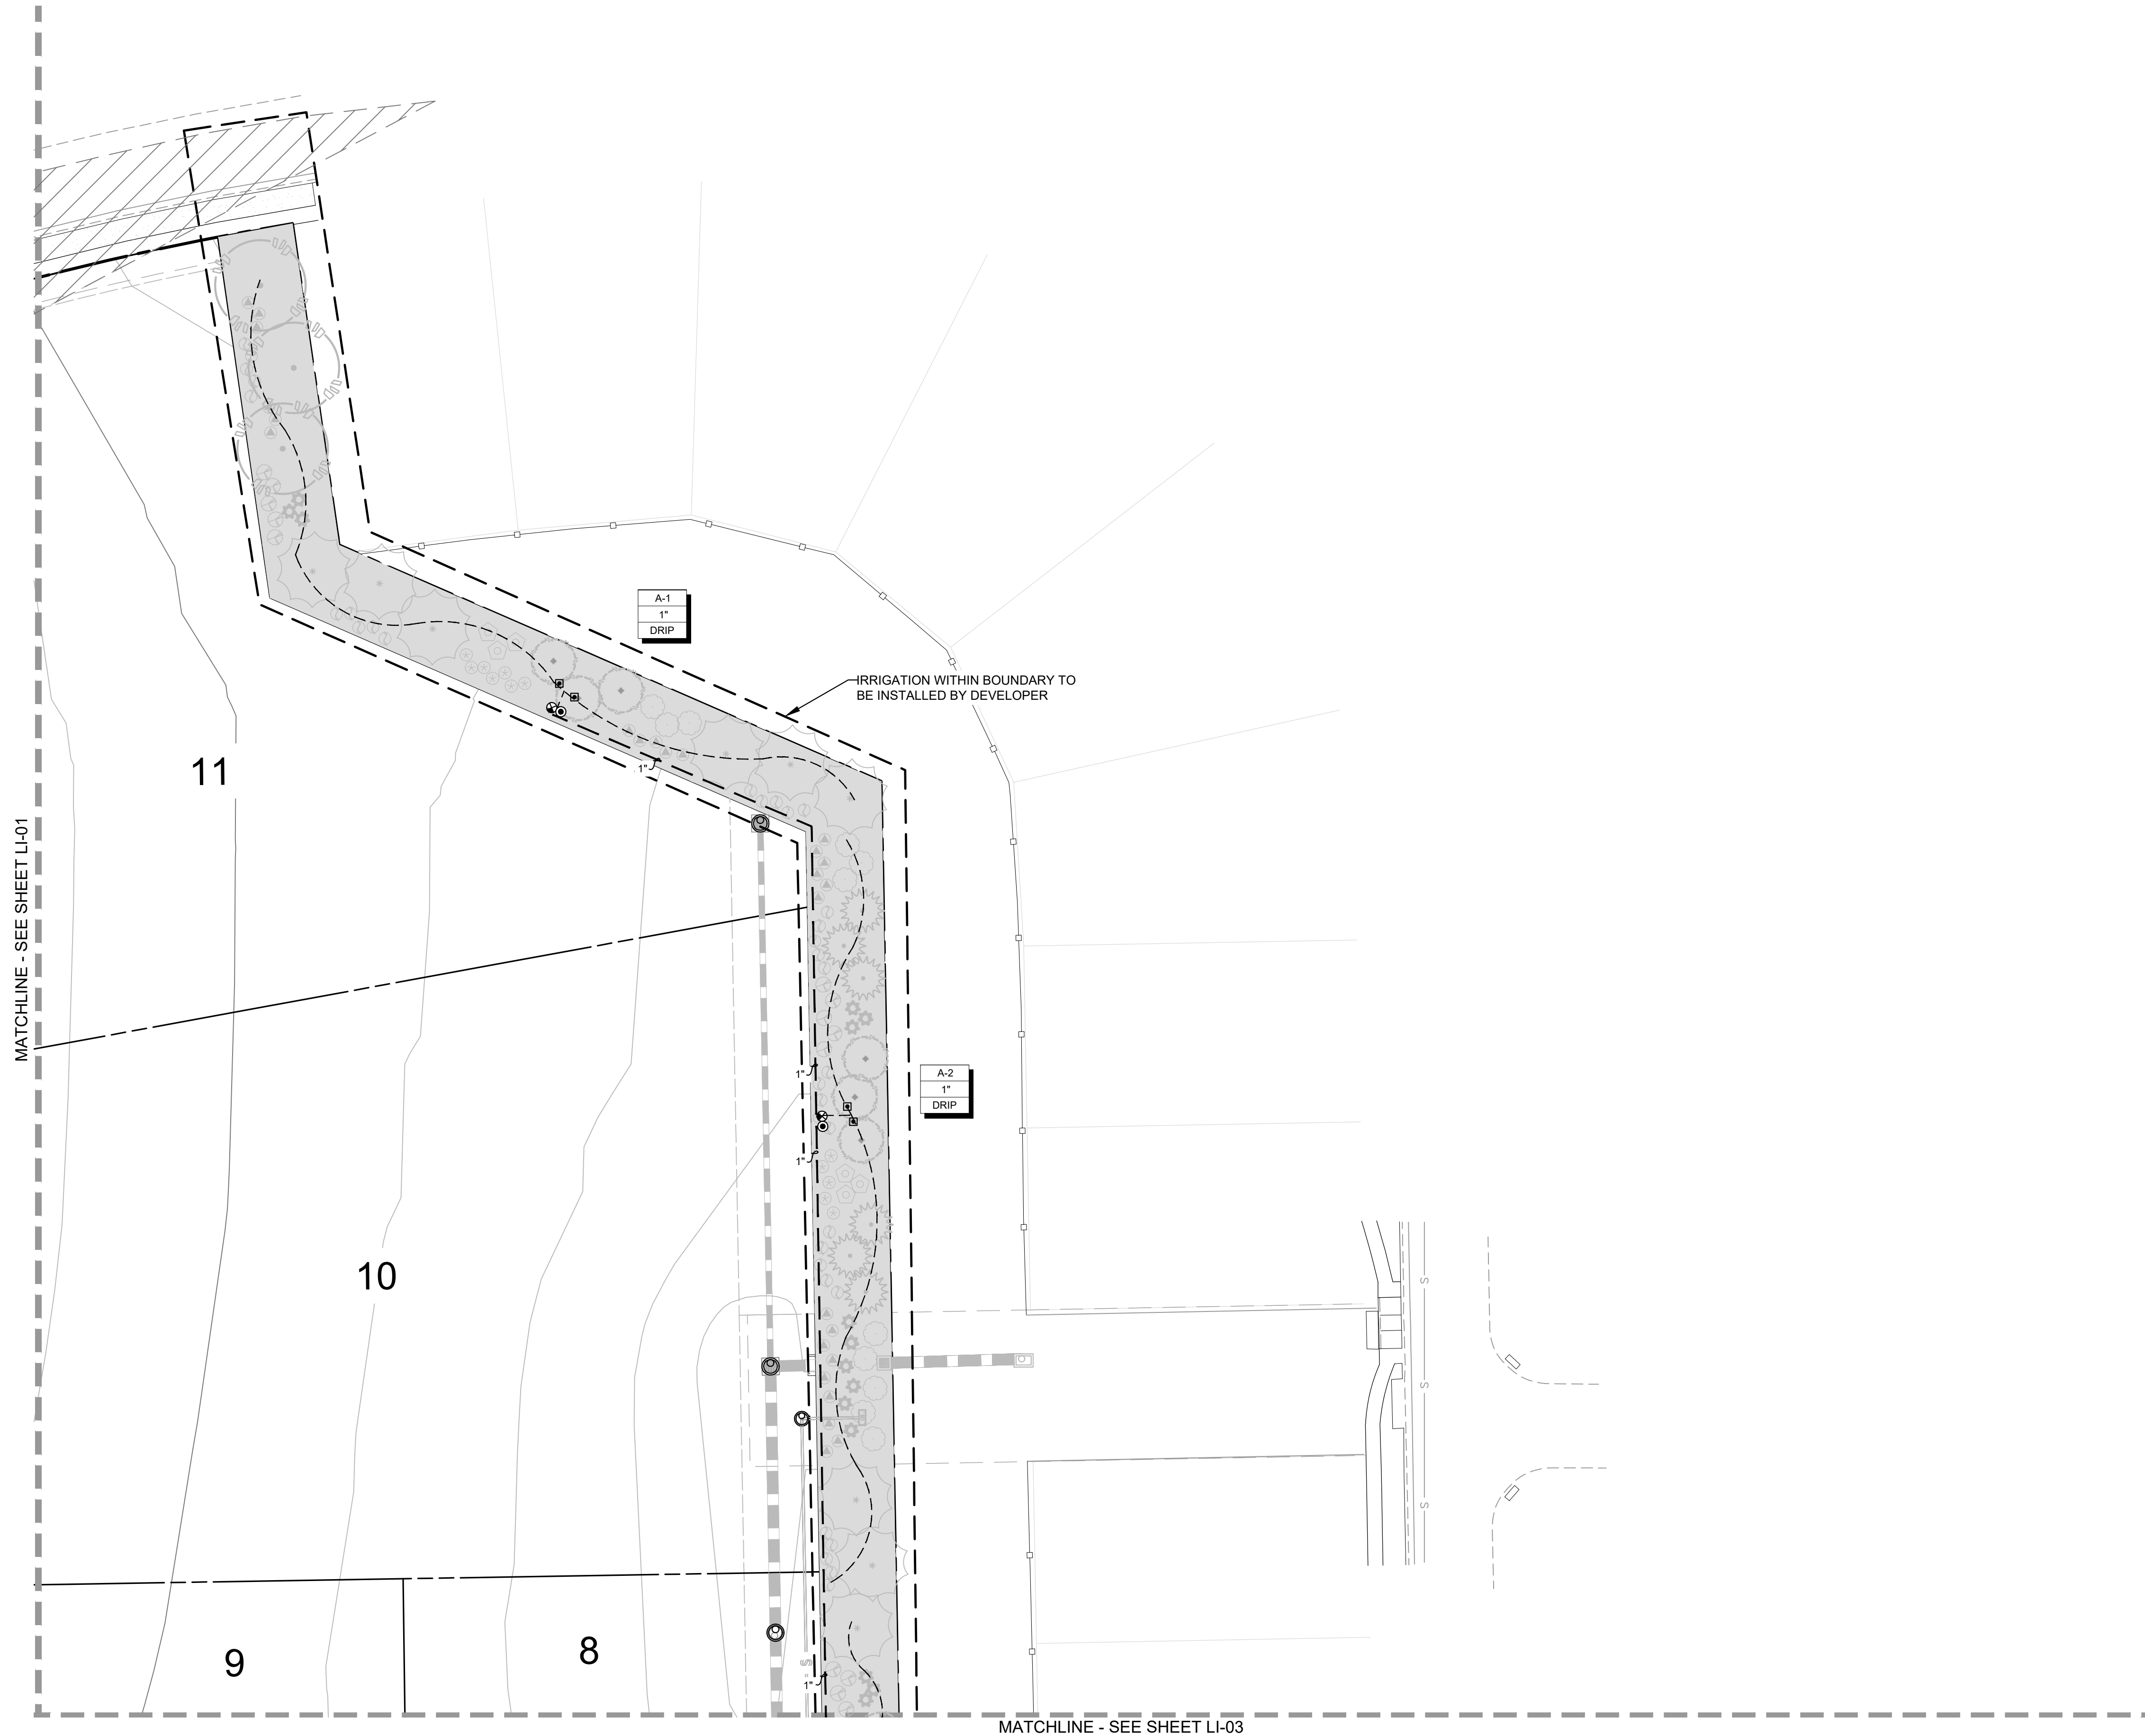 A-1
1"
DRIP
IRRIGATION WITHIN BOUNDARY TO
BE INSTALLED BY DEVELOPER
1"
11
MATCHLINE - SEE SHEET LI-01
1"
A-2
1"
DRIP
1"
10
S
S
S
9
8
S
1"
MATCHLINE - SEE SHEET LI-03